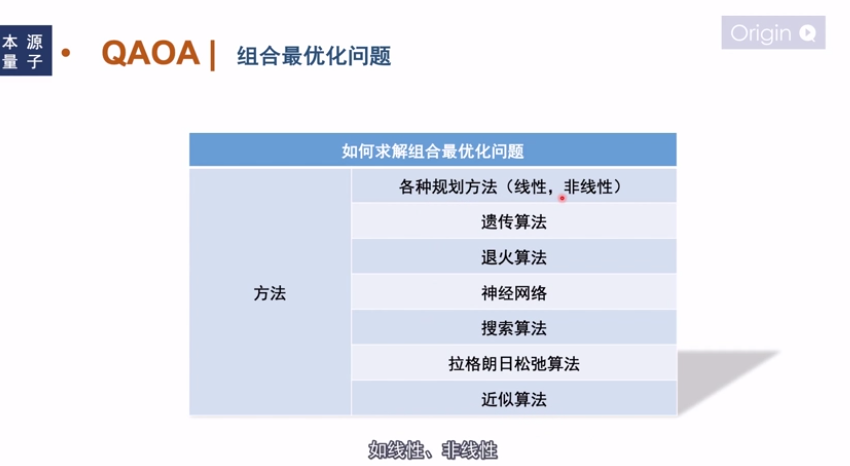 本源
量子
QAOA | 组合最优化问题
Origin
如何求解组合最优化问题
各种规划方法（线性，非线性）
遗传算法
退火算法
方法
神经网络
搜索算法
拉格朗日松弛算法
近似算法
如线性、非线性